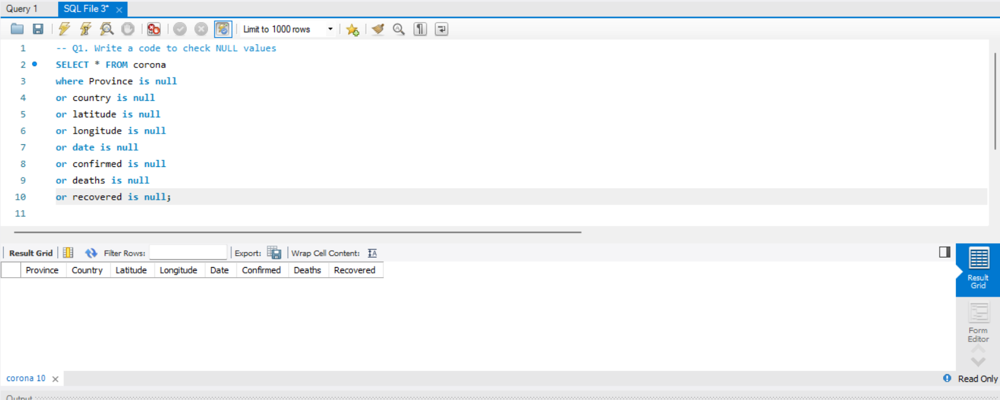 Query 1 SQL File 3* ×
Limit to 1000 rows
1 -- Q1. Write a code to check NULL values
2 SELECT * FROM corona
3 where Province is null
4 or country is null
5 or latitude is null
6 or longitude is null
7 or date is null
8 or confirmed is null
9 or deaths is null
10 or recovered is null;
11
Result Grid Filter Rows: Export: Wrap Cell Content: IA
Province Country Latitude Longitude Date Confirmed Deaths Recovered
Result
Grid
Form
Editor
corona 10 × Read Only
Output